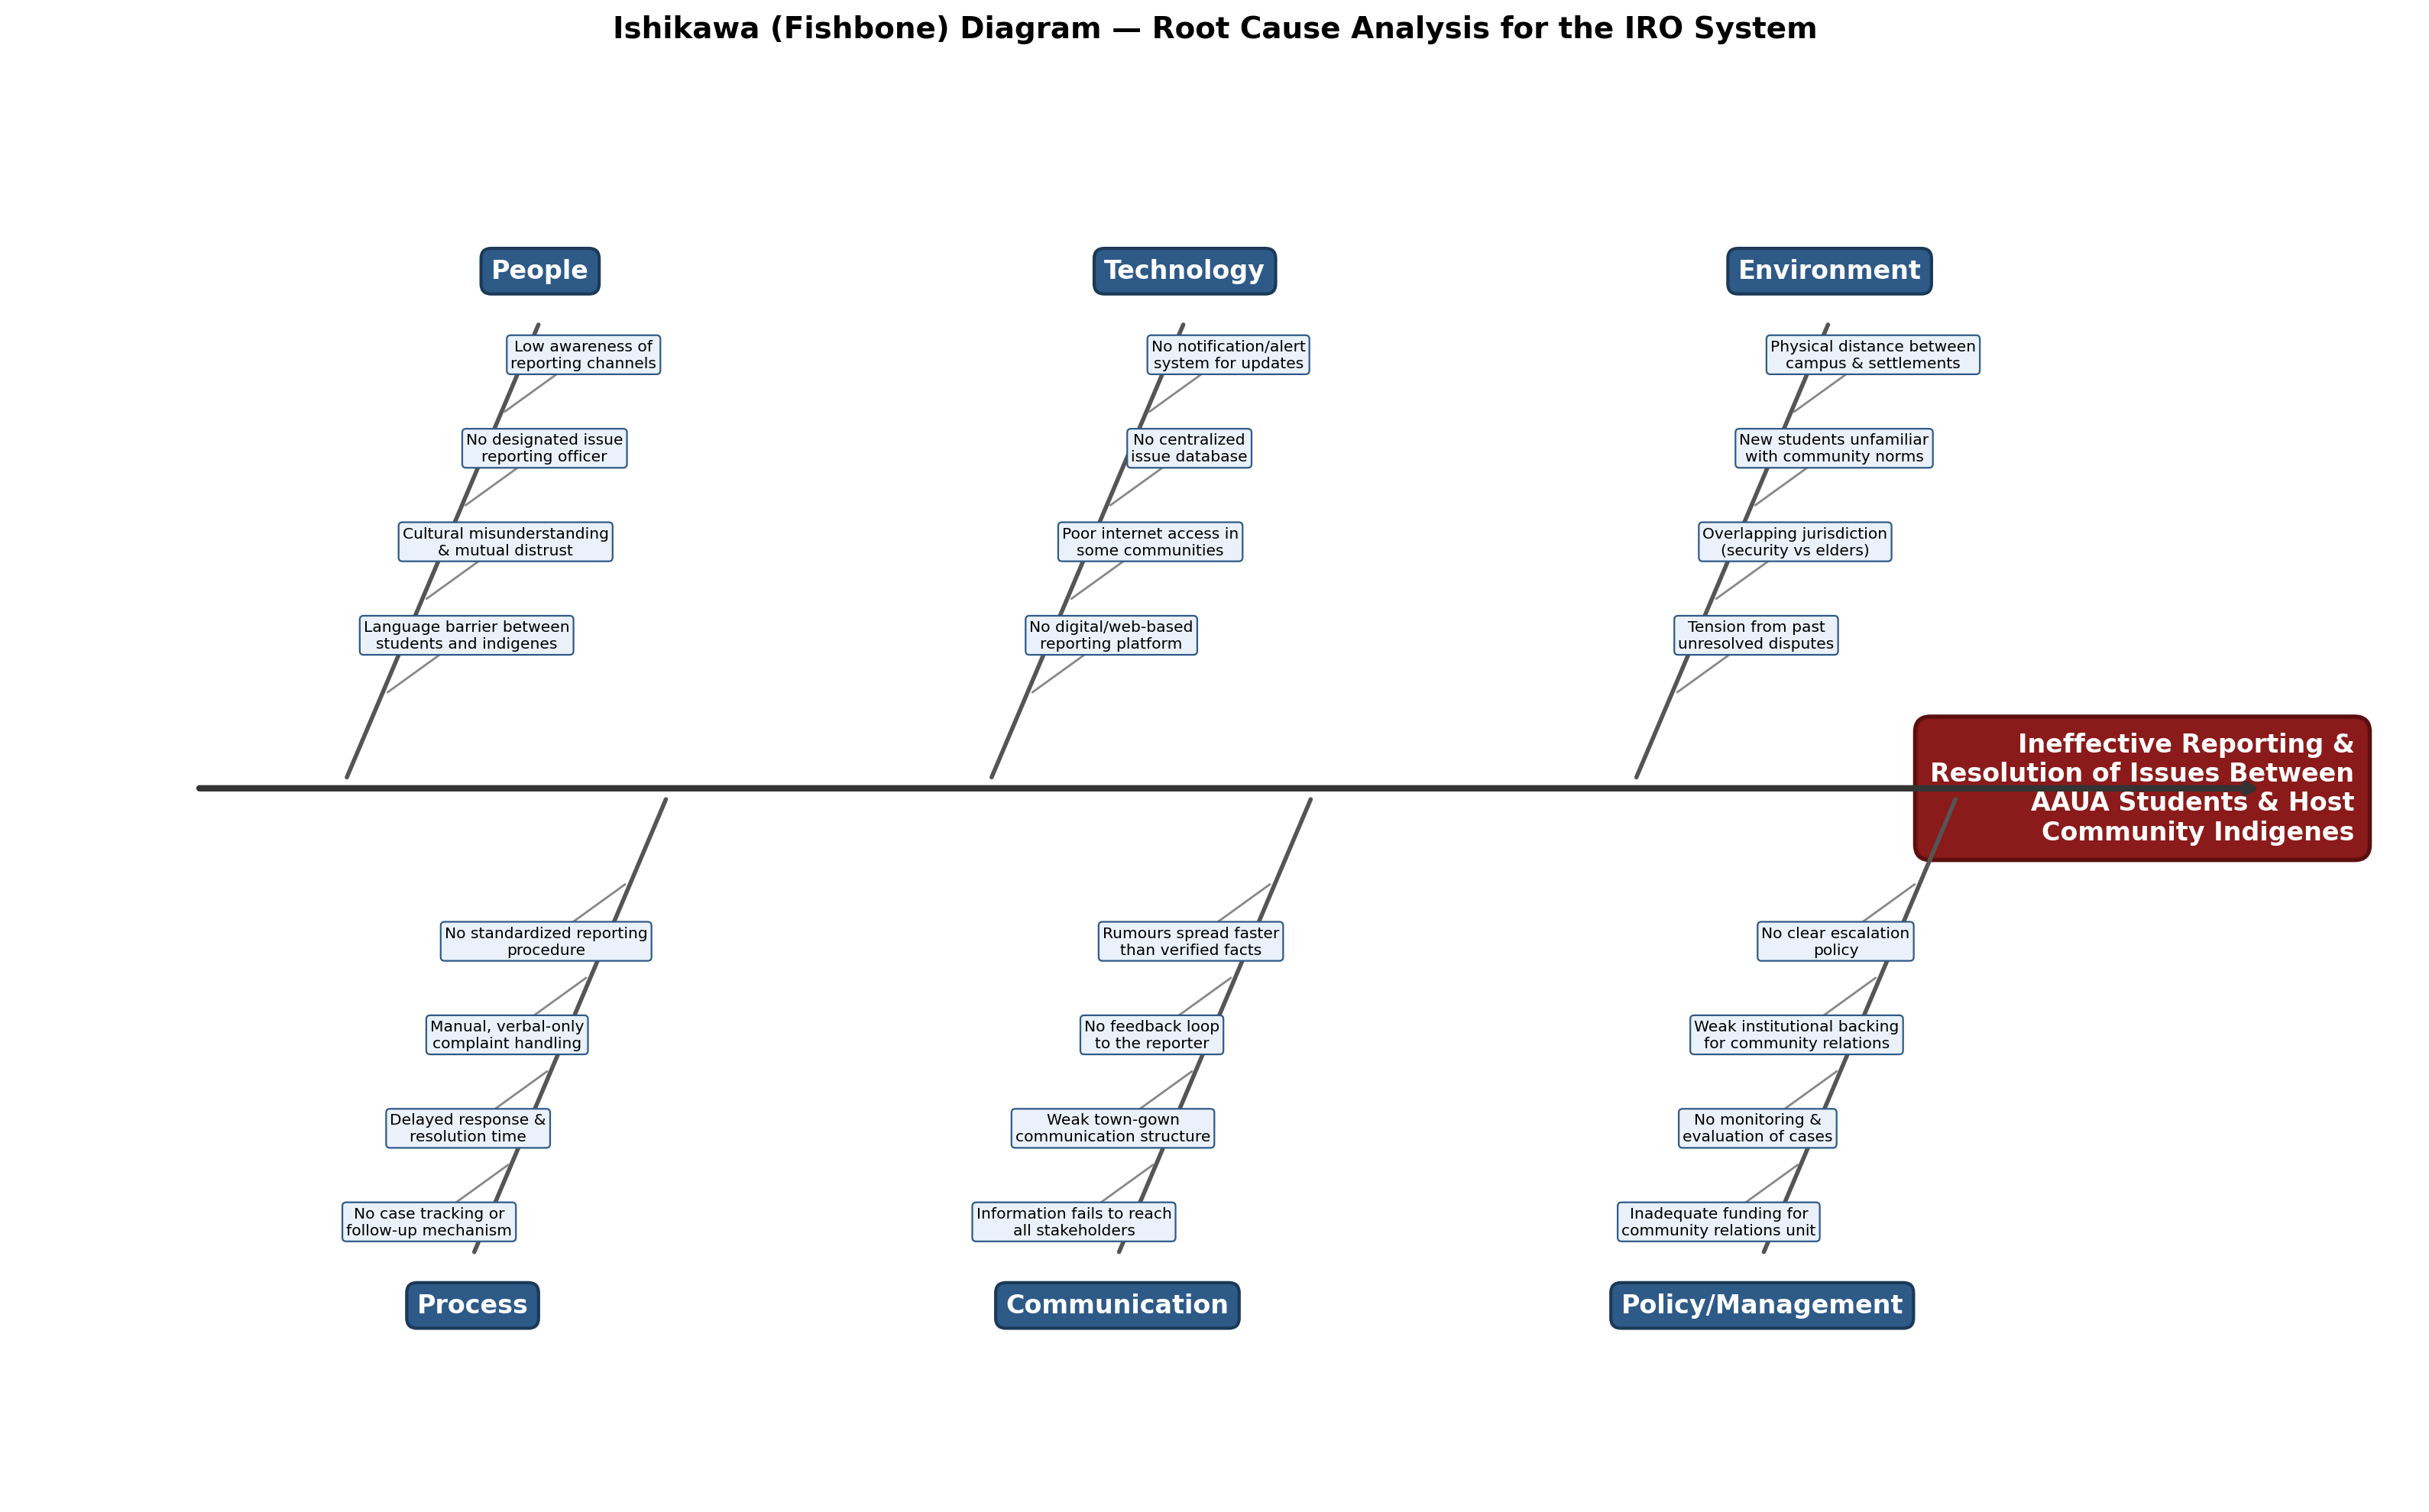 Ishikawa (Fishbone) Diagram — Root Cause Analysis for the IRO System
People
Low awareness of
reporting channels
No designated issue
reporting officer
Cultural misunderstanding
& mutual distrust
Language barrier between
students and indigenes
Technology
No notification/alert
system for updates
No centralized
issue database
Poor internet access in
some communities
No digital/web-based
reporting platform
Environment
Physical distance between
campus & settlements
New students unfamiliar
with community norms
Overlapping jurisdiction
(security vs elders)
Tension from past
unresolved disputes
Ineffective Reporting &
Resolution of Issues Between
AAUA Students & Host
Community Indigenes
No standardized reporting
procedure
Manual, verbal-only
complaint handling
Delayed response &
resolution time
No case tracking or
follow-up mechanism
Process
Rumours spread faster
than verified facts
No feedback loop
to the reporter
Weak town-gown
communication structure
Information fails to reach
all stakeholders
Communication
No clear escalation
policy
Weak institutional backing
for community relations
No monitoring &
evaluation of cases
Inadequate funding for
community relations unit
Policy/Management